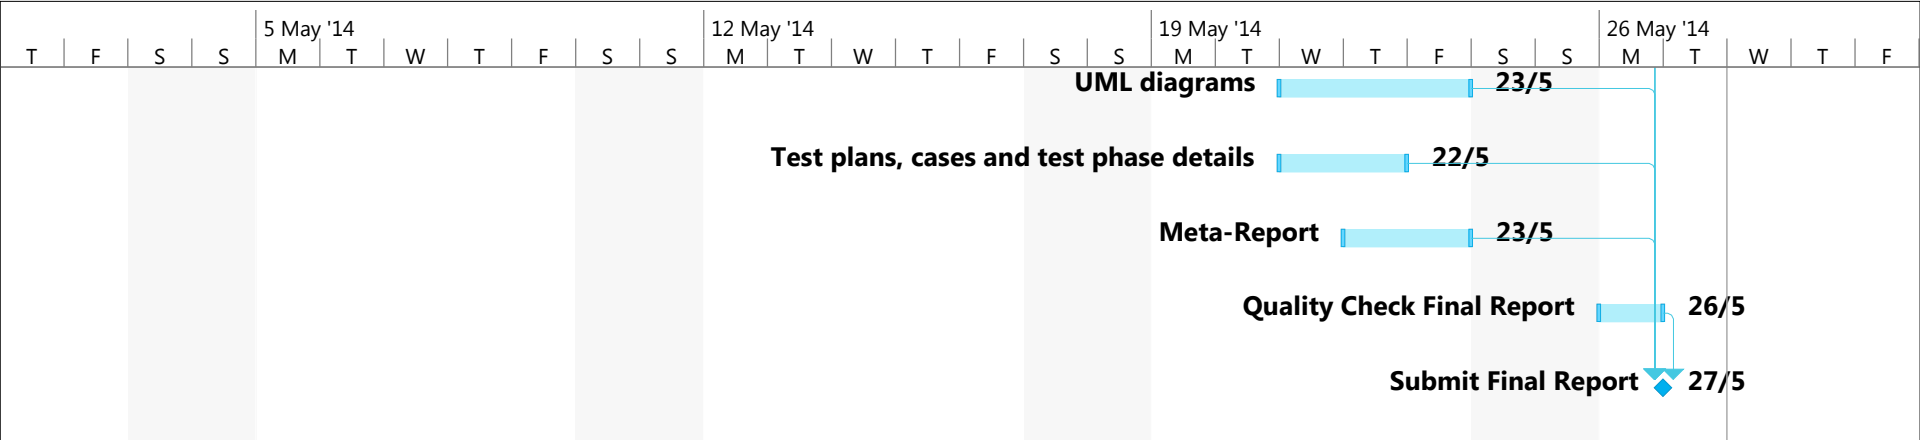 5 May '14 12 May '14 19 May '14 26 May '14
T F S S M T W T F S S M T W T F S S M T W T F S S M T W T F
UML diagrams 23/5
Test plans, cases and test phase details 22/5
Meta-Report 23/5
Quality Check Final Report 26/5
Submit Final Report 27/5